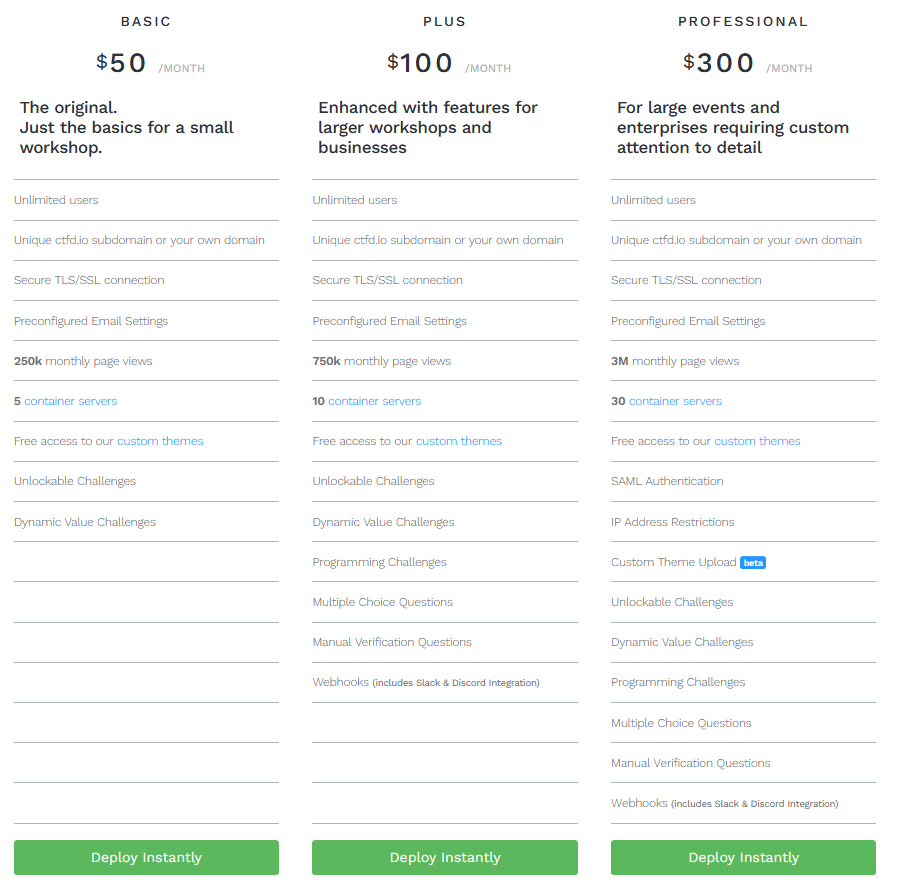 BASIC
$50 /MONTH
The original.
Just the basics for a small
workshop.
Unlimited users
Unique ctfd.io subdomain or your own domain
Secure TLS/SSL connection
Preconfigured Email Settings
250k monthly page views
5 container servers
Free access to our custom themes
Unlockable Challenges
Dynamic Value Challenges
Deploy Instantly
PLUS
$100 /MONTH
Enhanced with features for
larger workshops and
businesses
Unlimited users
Unique ctfd.io subdomain or your own domain
Secure TLS/SSL connection
Preconfigured Email Settings
750k monthly page views
10 container servers
Free access to our custom themes
Unlockable Challenges
Dynamic Value Challenges
Programming Challenges
Multiple Choice Questions
Manual Verification Questions
Webhooks (includes Slack & Discord Integration)
Deploy Instantly
PROFESSIONAL
$300 /MONTH
For large events and
enterprises requiring custom
attention to detail
Unlimited users
Unique ctfd.io subdomain or your own domain
Secure TLS/SSL connection
Preconfigured Email Settings
3M monthly page views
30 container servers
Free access to our custom themes
SAML Authentication
IP Address Restrictions
Custom Theme Upload beta
Unlockable Challenges
Dynamic Value Challenges
Programming Challenges
Multiple Choice Questions
Manual Verification Questions
Webhooks (includes Slack & Discord Integration)
Deploy Instantly